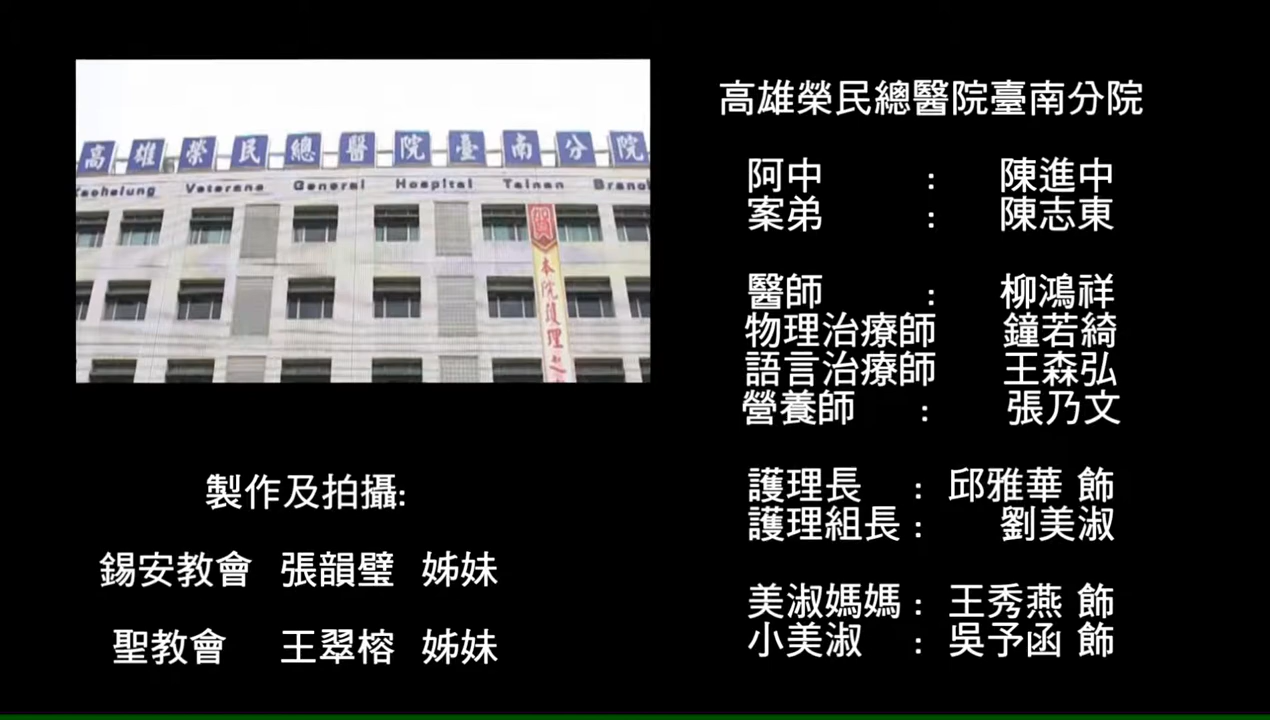 高雄榮民總醫院臺南分院
Kaohsiung Veterans General Hospital Tainan Branch
賀
本院護理之
製作及拍攝:
錫安教會 張韻璧 姊妹
聖教會 王翠榕 姊妹
高雄榮民總醫院臺南分院
阿中 : 陳進中
案弟 : 陳志東
醫師 : 柳鴻祥
物理治療師 鐘若綺
語言治療師 王森弘
營養師 : 張乃文
護理長 : 邱雅華 飾
護理組長 : 劉美淑
美淑媽媽 : 王秀燕 飾
小美淑 : 吳予函 飾